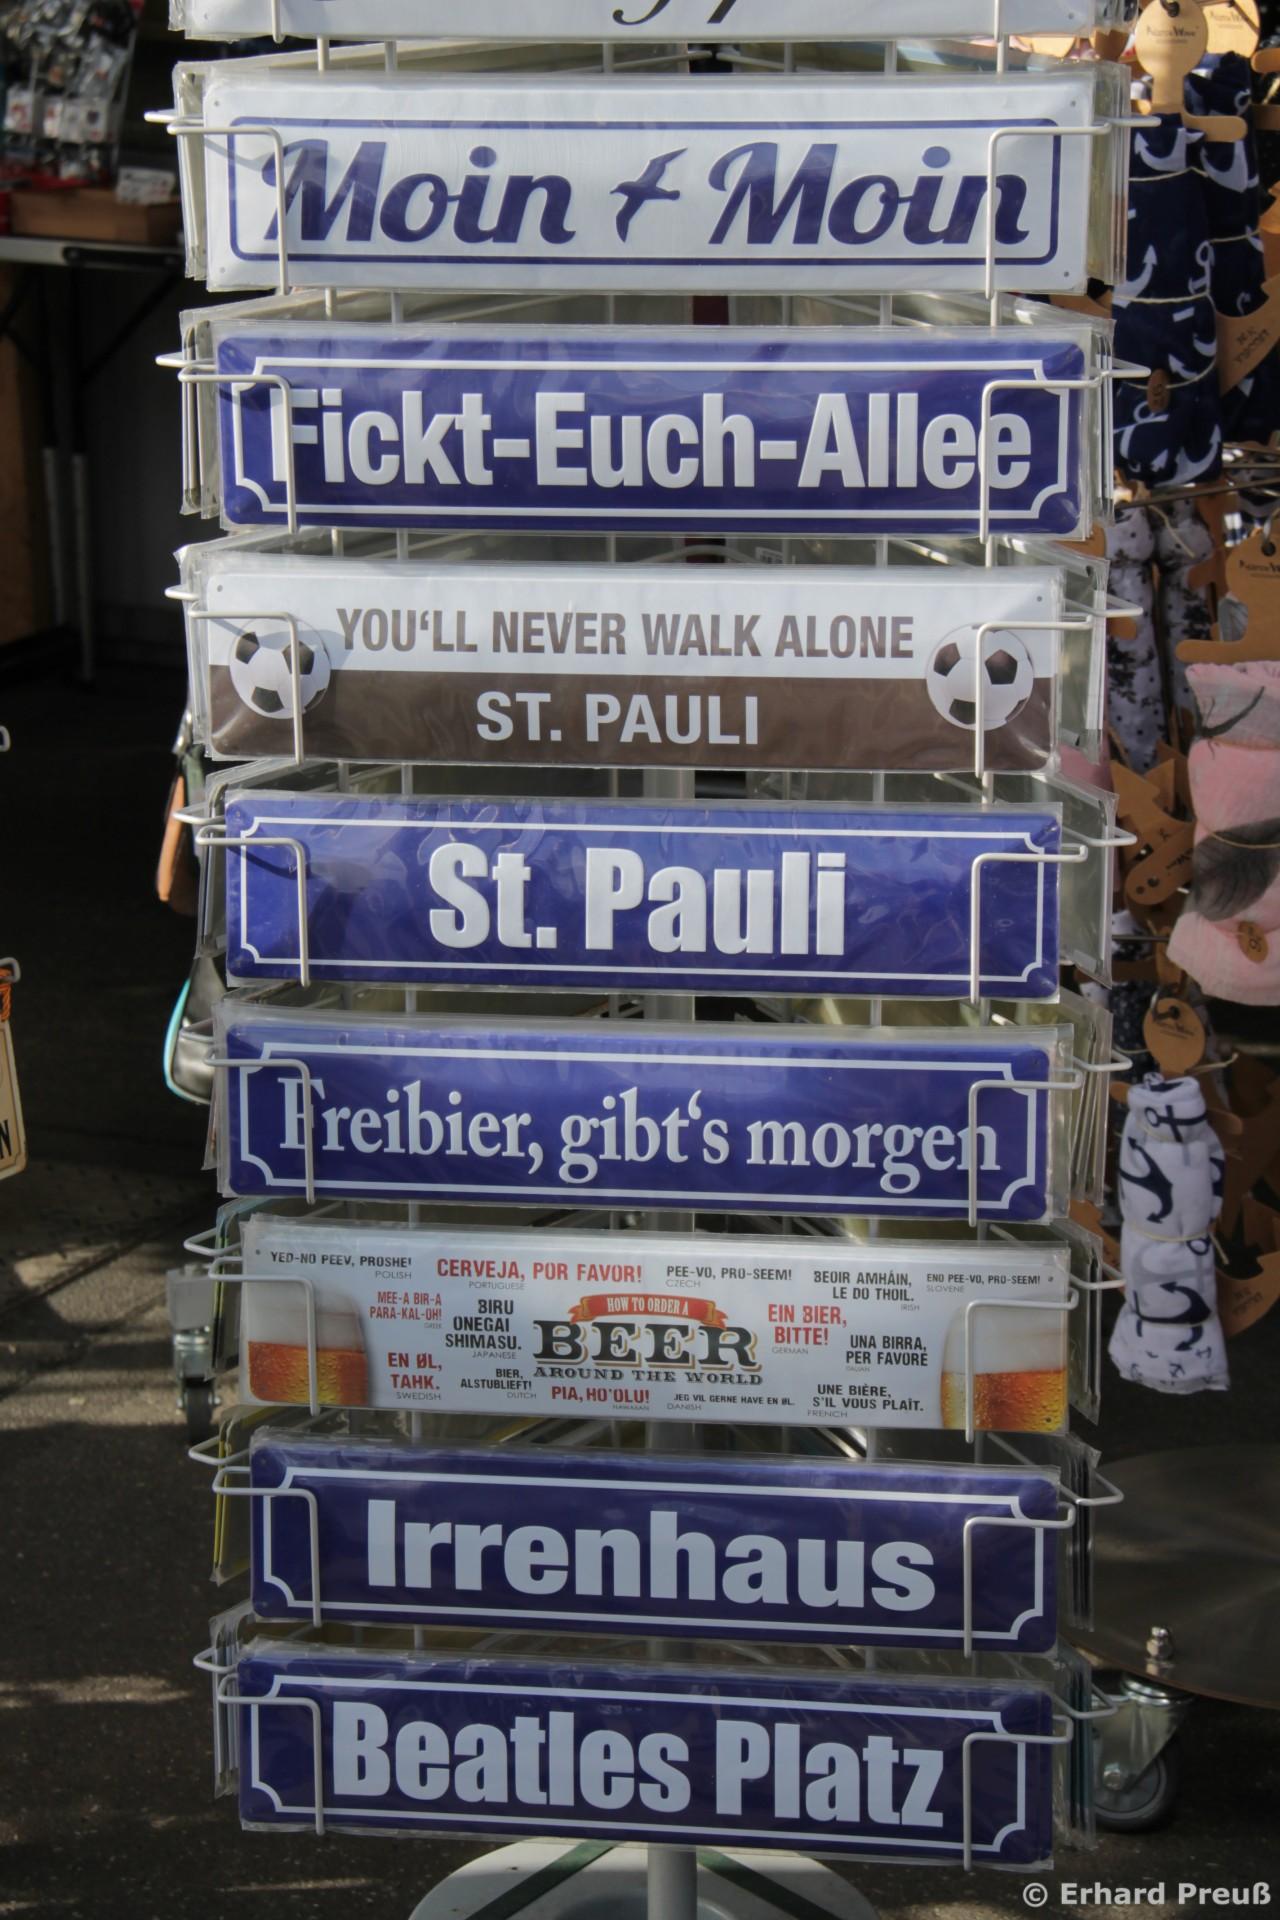 Moin Moin
Fickt-Euch-Allee
YOU'LL NEVER WALK ALONE
ST. PAULI
St. Pauli
Freibier, gibt's morgen
YED-NO PEEV, PROSHE!
POLISH
CERVEJA, POR FAVOR!
PORTUGUESE
PEE-VO, PRO-SEEM!
CZECH
BEOIR AMHÁIN,
LE DO THOIL.
IRISH
ENO PEE-VO, PRO-SEEM!
SLOVENE
MEE-A BIR-A
PARA-KAL-OH!
GREEK
BIRU
ONEGAI
SHIMASU.
JAPANESE
HOW TO ORDER A
BEER
AROUND THE WORLD
EIN BIER,
BITTE!
GERMAN
UNA BIRRA,
PER FAVORE
ITALIAN
EN ØL,
TAHK.
SWEDISH
BIER,
ALSTUBLIEFT!
DUTCH
PIA, HO'OLU!
HAWAIIAN
JEG VIL GERNE HAVE EN ØL.
DANISH
UNE BIÈRE,
S'IL VOUS PLAÎT.
FRENCH
Irrenhaus
Beatles Platz
© Erhard Preuß